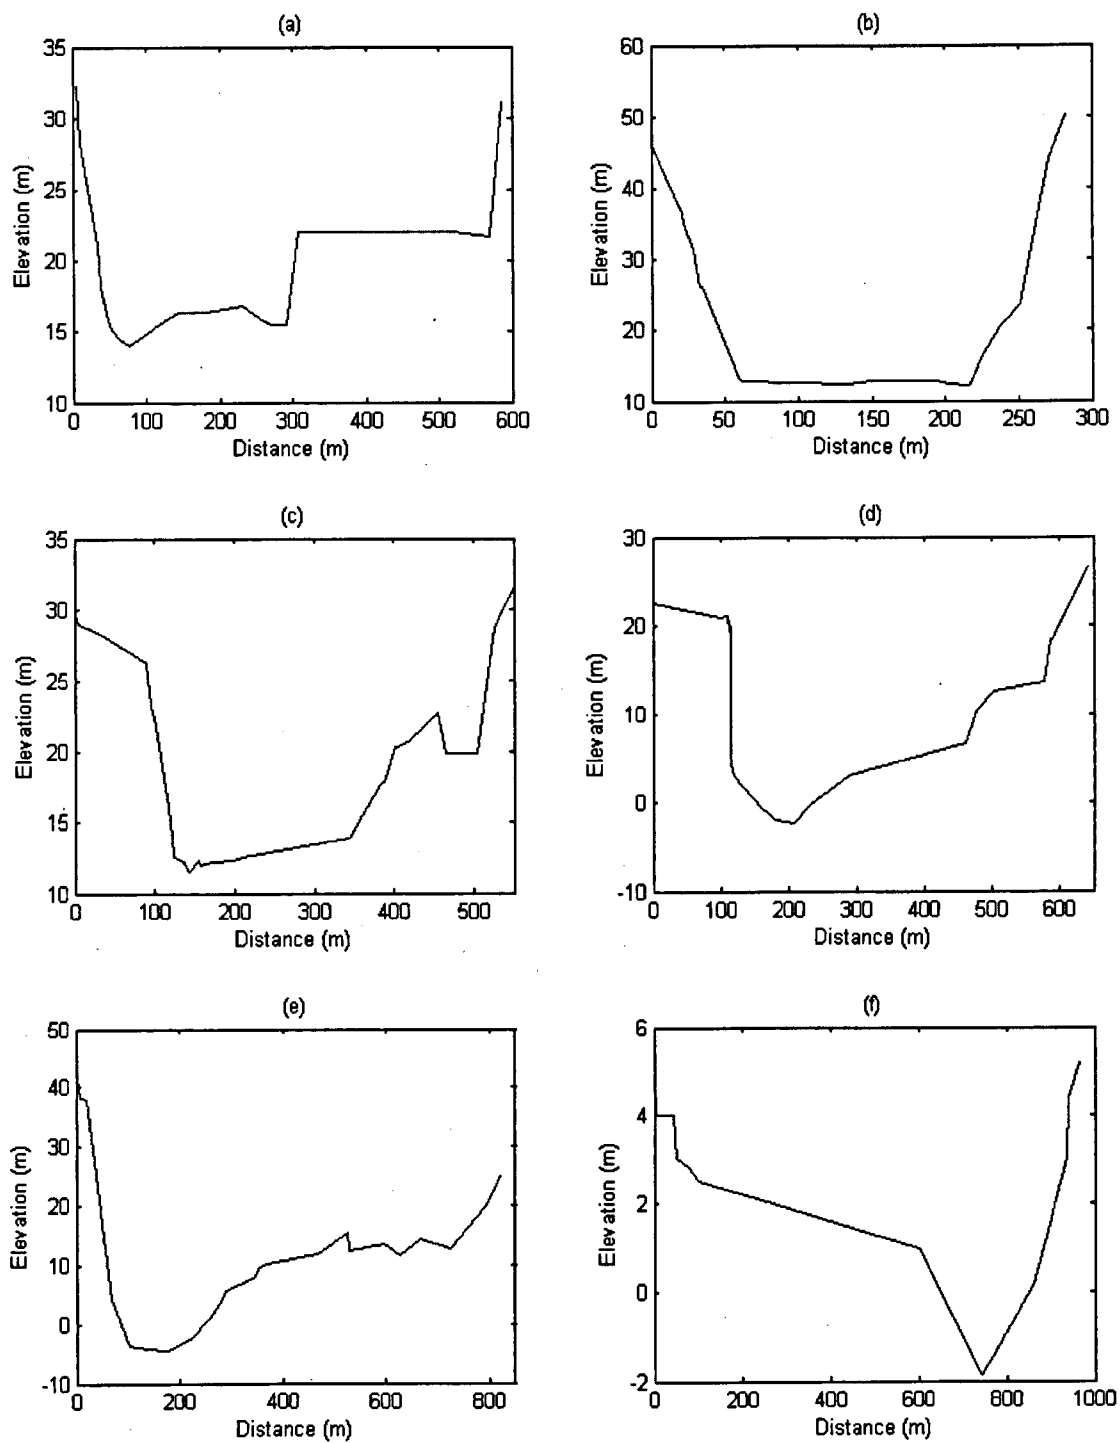 (a)
35
30
25
20
15
10
Elevation (m)
0 100 200 300 400 500 600
Distance (m)
(b)
60
50
40
30
20
10
Elevation (m)
0 50 100 150 200 250 300
Distance (m)
(c)
35
30
25
20
15
10
Elevation (m)
0 100 200 300 400 500
Distance (m)
(d)
30
20
10
0
-10
Elevation (m)
0 100 200 300 400 500 600
Distance (m)
(e)
50
40
30
20
10
0
-10
Elevation (m)
0 200 400 600 800
Distance (m)
(f)
6
4
2
0
-2
Elevation (m)
0 200 400 600 800 1000
Distance (m)